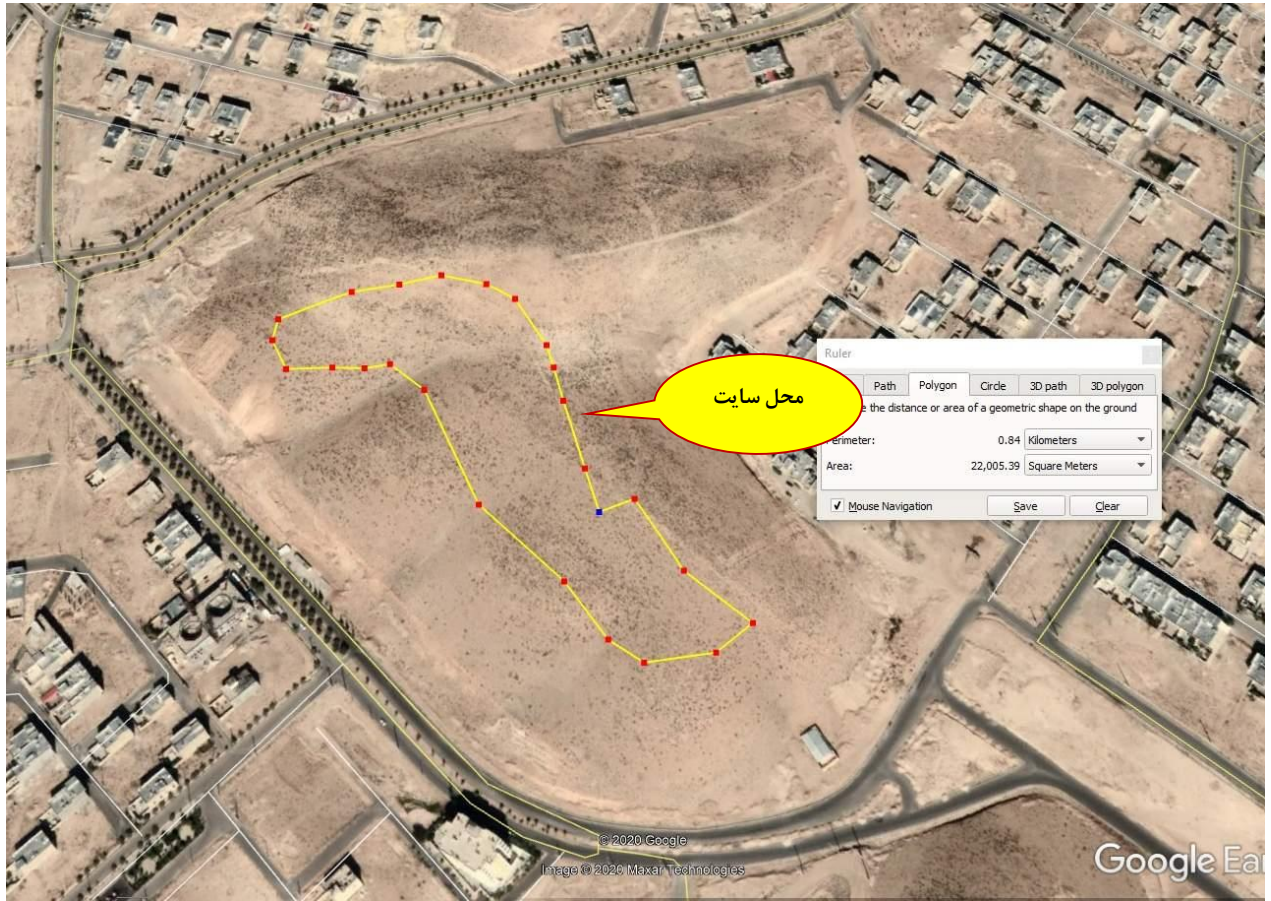 Ruler
Path Polygon Circle 3D path 3D polygon
the distance or area of a geometric shape on the ground
محل سایت
Perimeter: 0.84 Kilometers
Area: 22,005.39 Square Meters
Mouse Navigation Save Clear
© 2020 Google
Image © 2020 Maxar Technologies
Google Ea